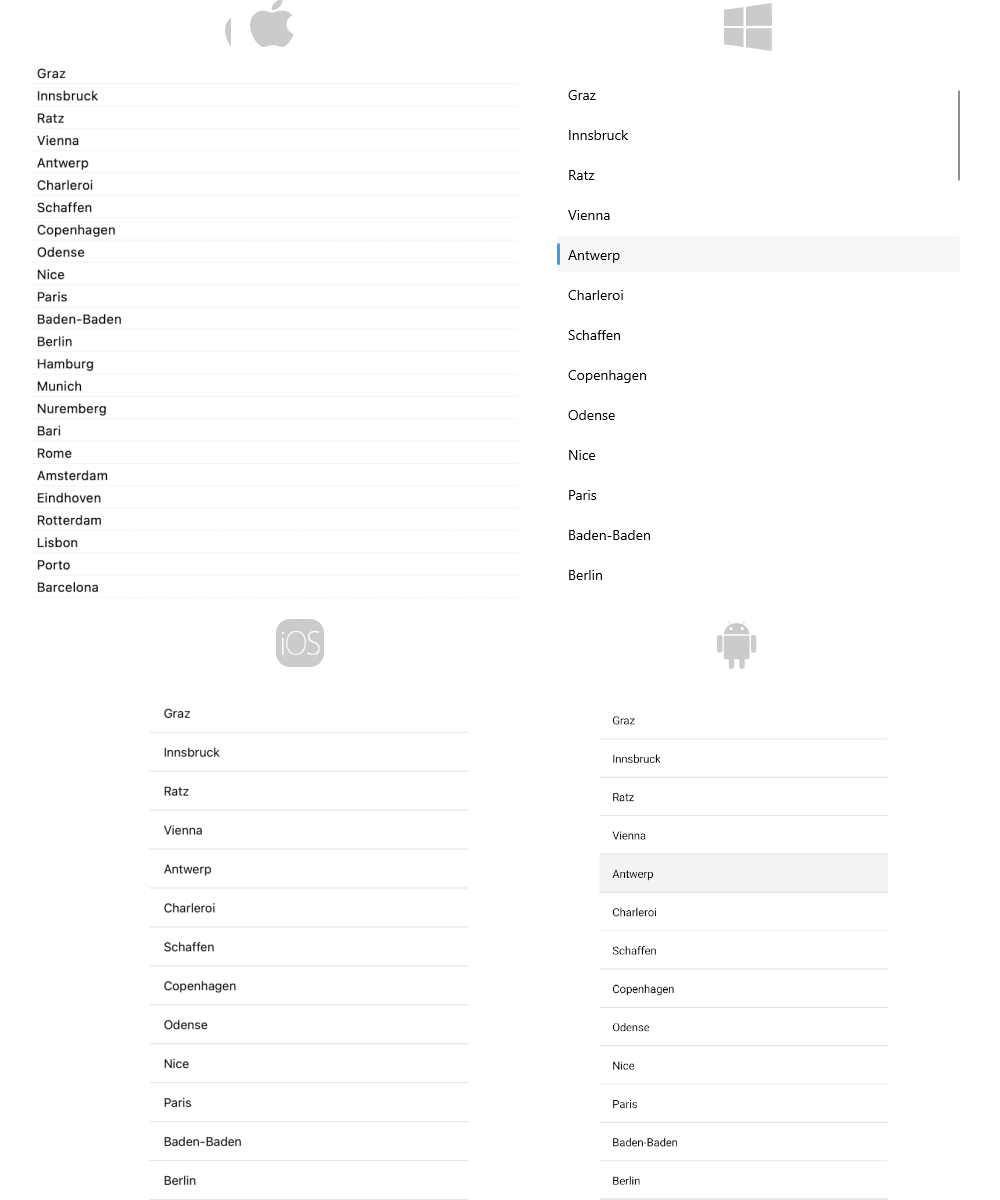 Graz
Innsbruck
Ratz
Vienna
Antwerp
Charleroi
Schaffen
Copenhagen
Odense
Nice
Paris
Baden-Baden
Berlin
Hamburg
Munich
Nuremberg
Bari
Rome
Amsterdam
Eindhoven
Rotterdam
Lisbon
Porto
Barcelona
Graz
Innsbruck
Ratz
Vienna
Antwerp
Charleroi
Schaffen
Copenhagen
Odense
Nice
Paris
Baden-Baden
Berlin
iOS
Graz
Innsbruck
Ratz
Vienna
Antwerp
Charleroi
Schaffen
Copenhagen
Odense
Nice
Paris
Baden-Baden
Berlin
Graz
Innsbruck
Ratz
Vienna
Antwerp
Charleroi
Schaffen
Copenhagen
Odense
Nice
Paris
Baden-Baden
Berlin